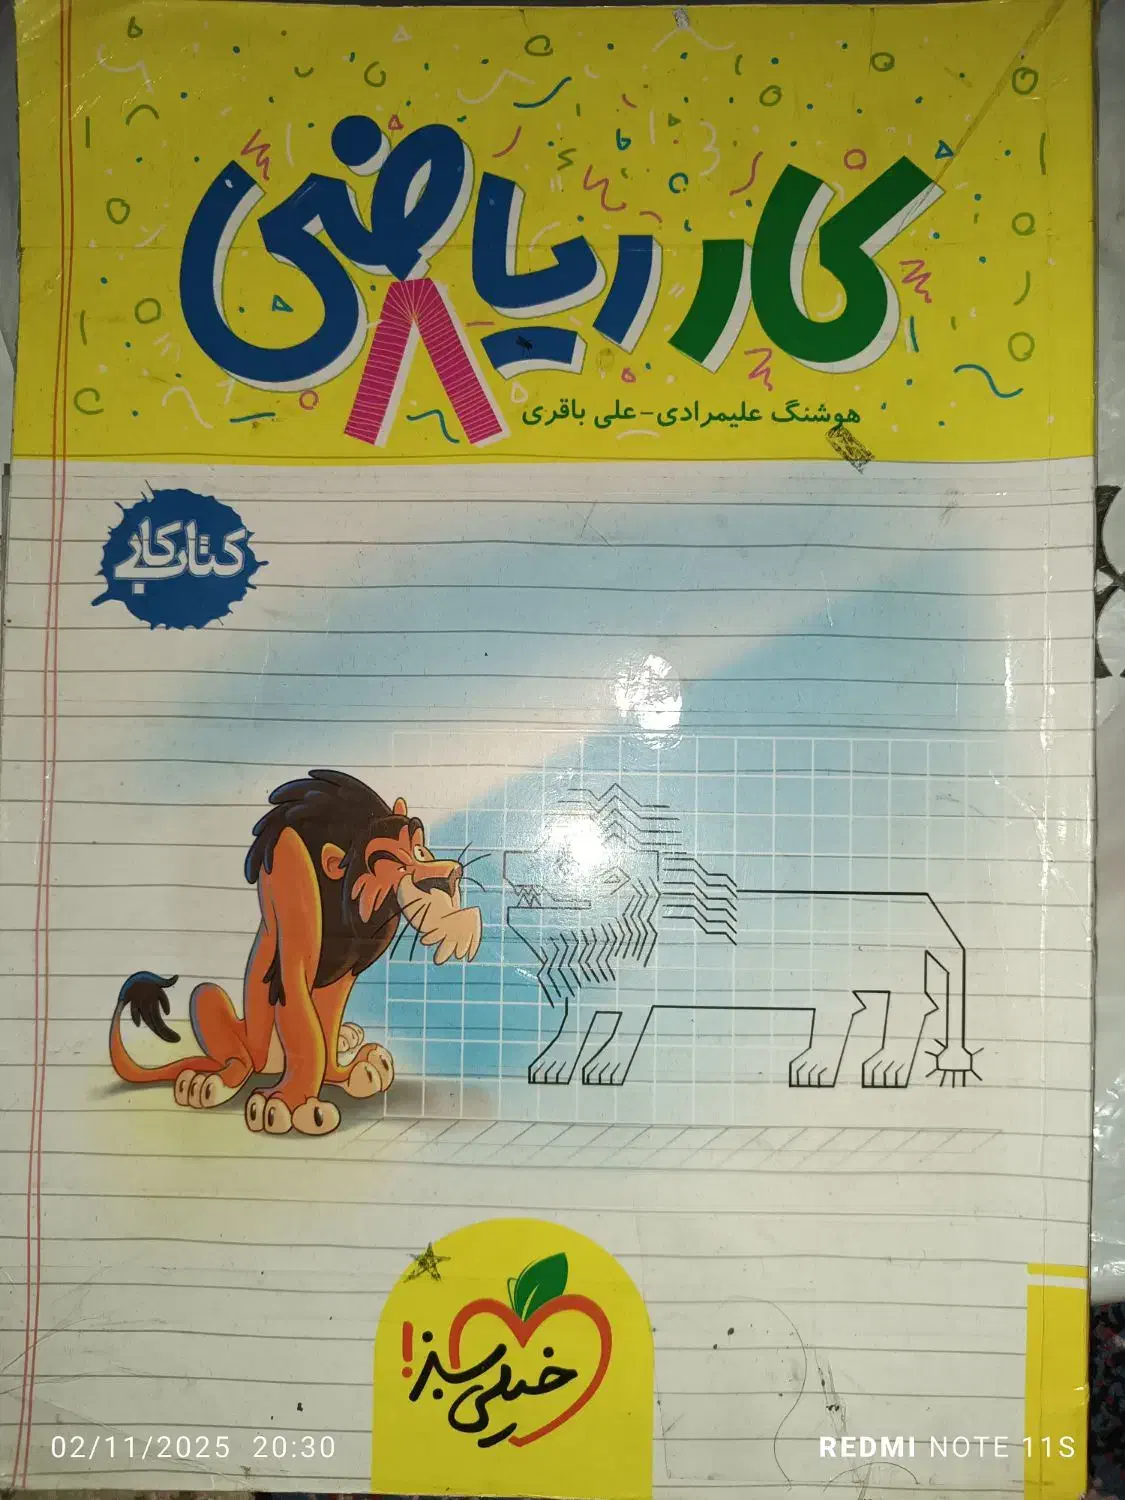 کار ریاضی
۸
هوشنگ علیمرادی-علی باقری
کتاب کار
خیلی سبز!
02/11/2025 20:30
REDMI NOTE 11S